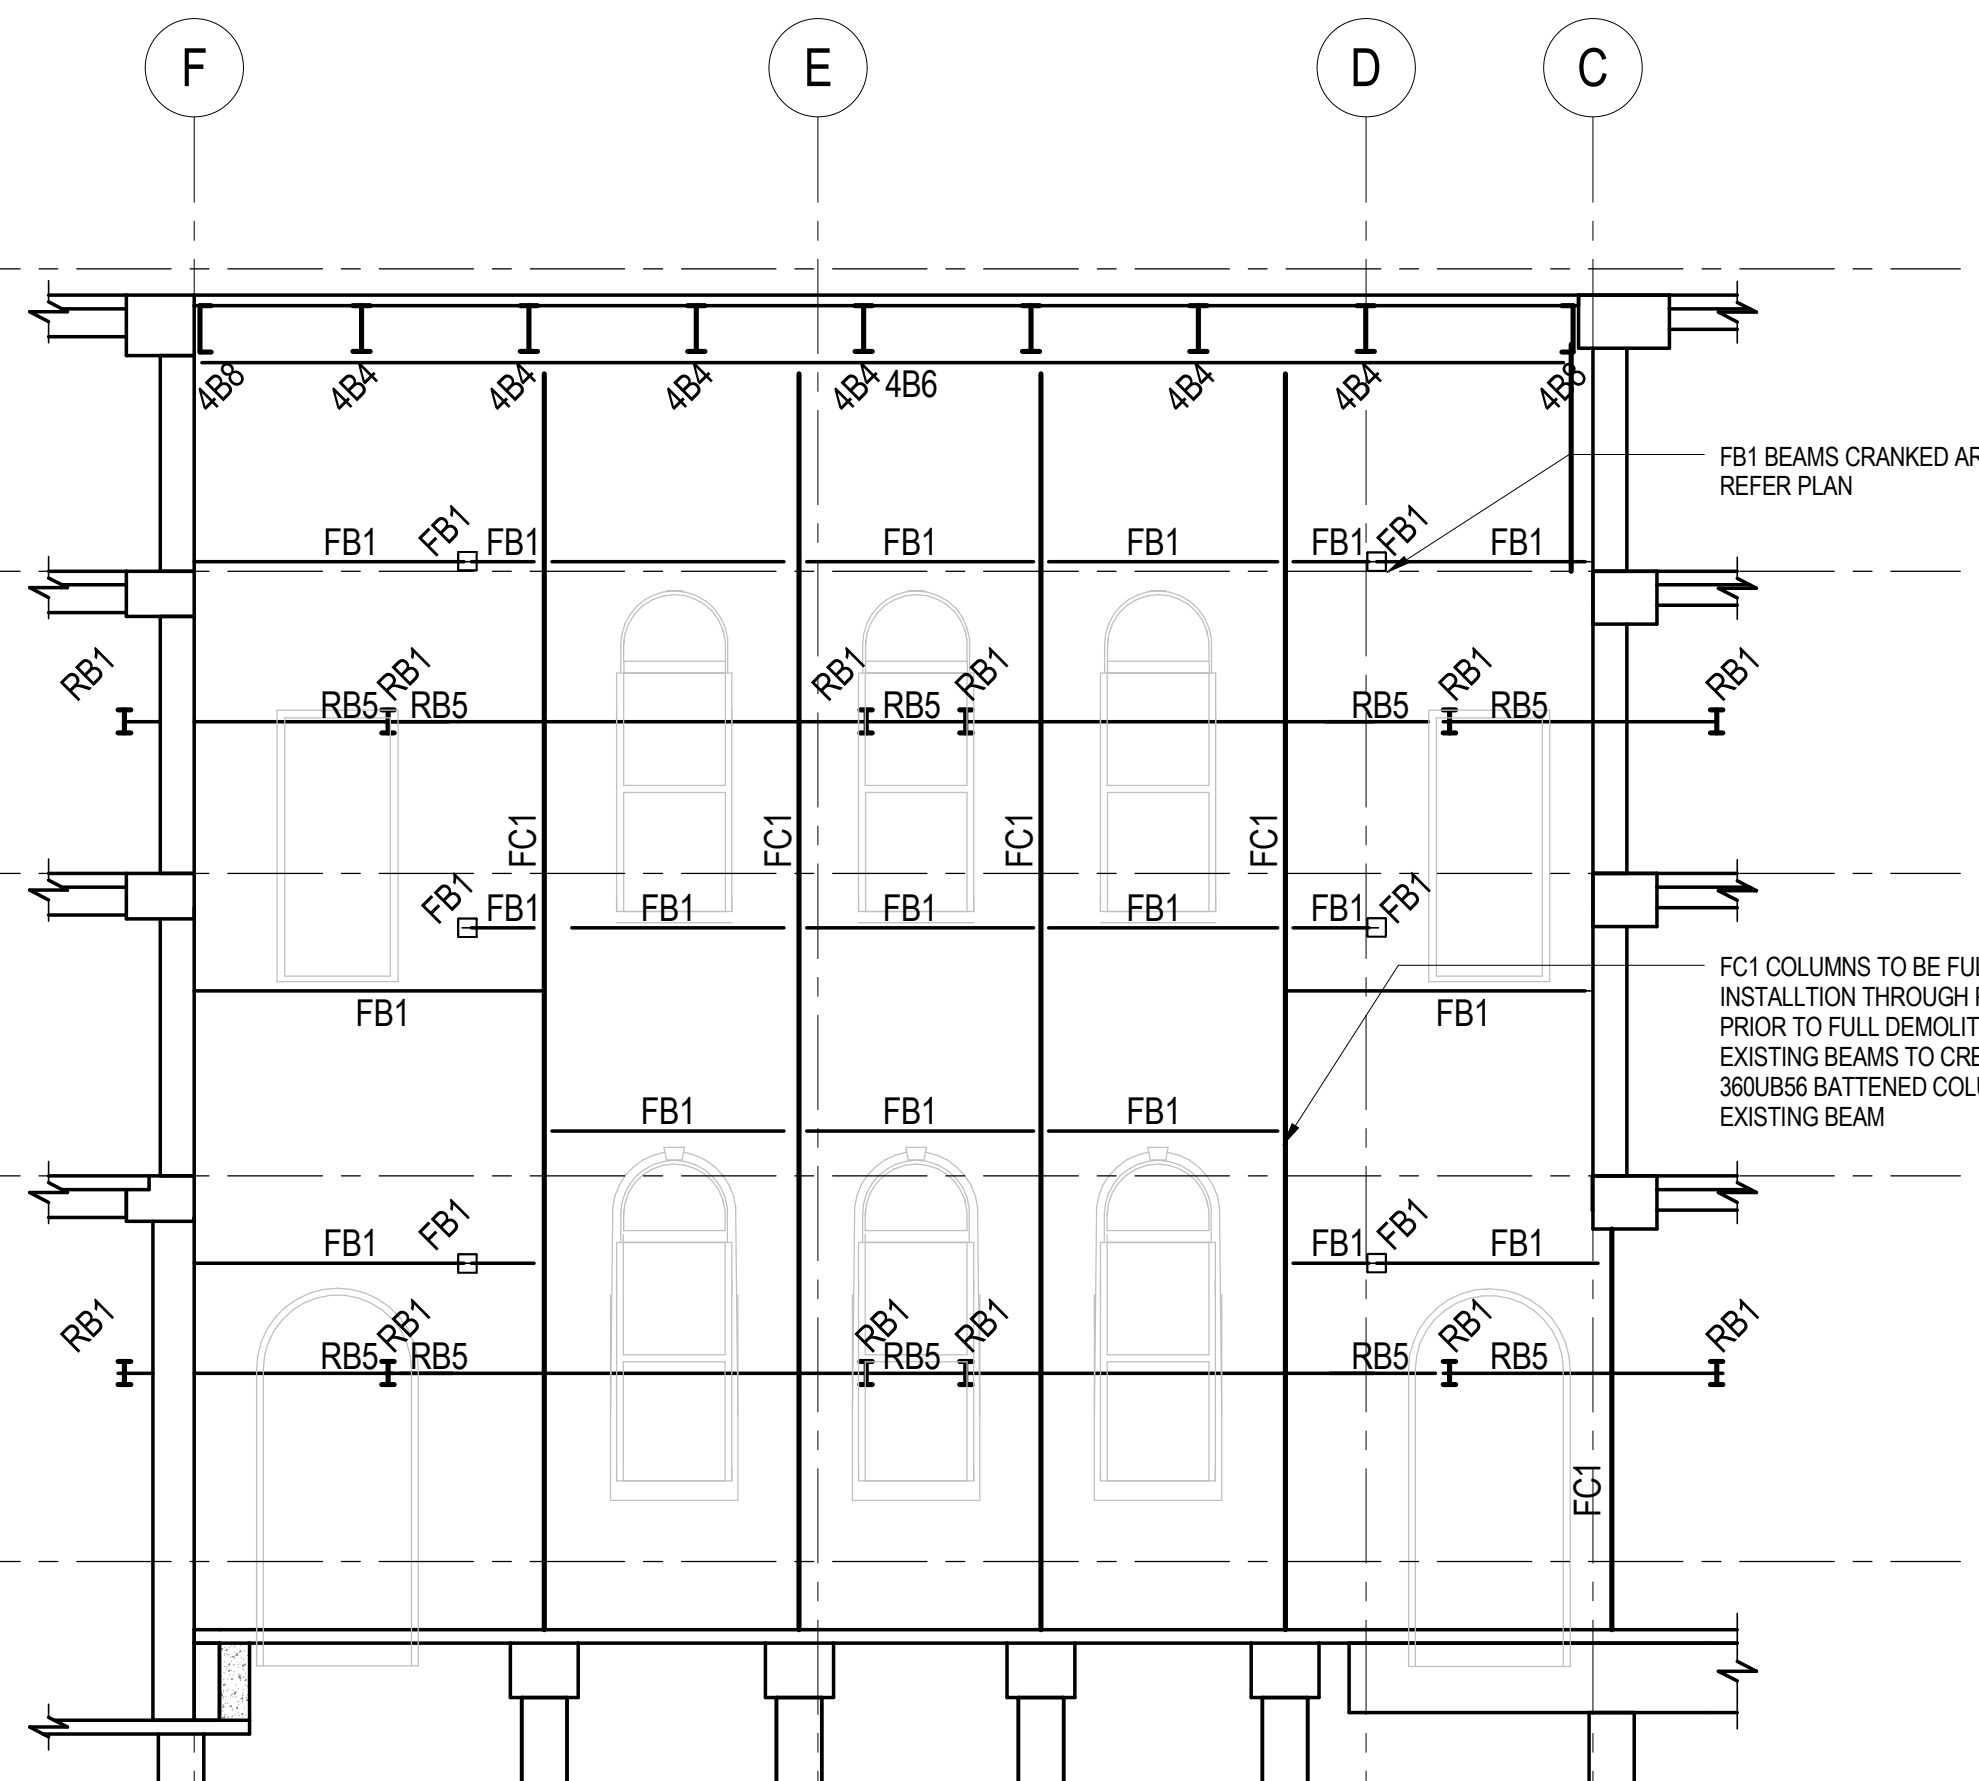 F
E
D
C
4B8
4B4
4B4
4B4
4B4
4B6
4B4
4B4
4B8
FB1 BEAMS CRANKED AR
REFER PLAN
FB1
FB1
FB1
FB1
FB1
FB1
FB1
FB1
RB1
RB1
RB1
RB1
RB1
RB1
RB5
RB5
RB5
RB5
RB5
FC1
FC1
FC1
FC1
FB1
FB1
FB1
FB1
FB1
FB1
FB1
FC1 COLUMNS TO BE FUL
INSTALLTION THROUGH
PRIOR TO FULL DEMOLIT
EXISTING BEAMS TO CRE
360UB56 BATTENED COLU
EXISTING BEAM
FB1
FB1
FB1
FB1
FB1
FB1
FB1
FB1
FB1
FB1
RB1
RB1
RB1
RB1
RB1
RB1
RB5
RB5
RB5
RB5
RB5
FC1